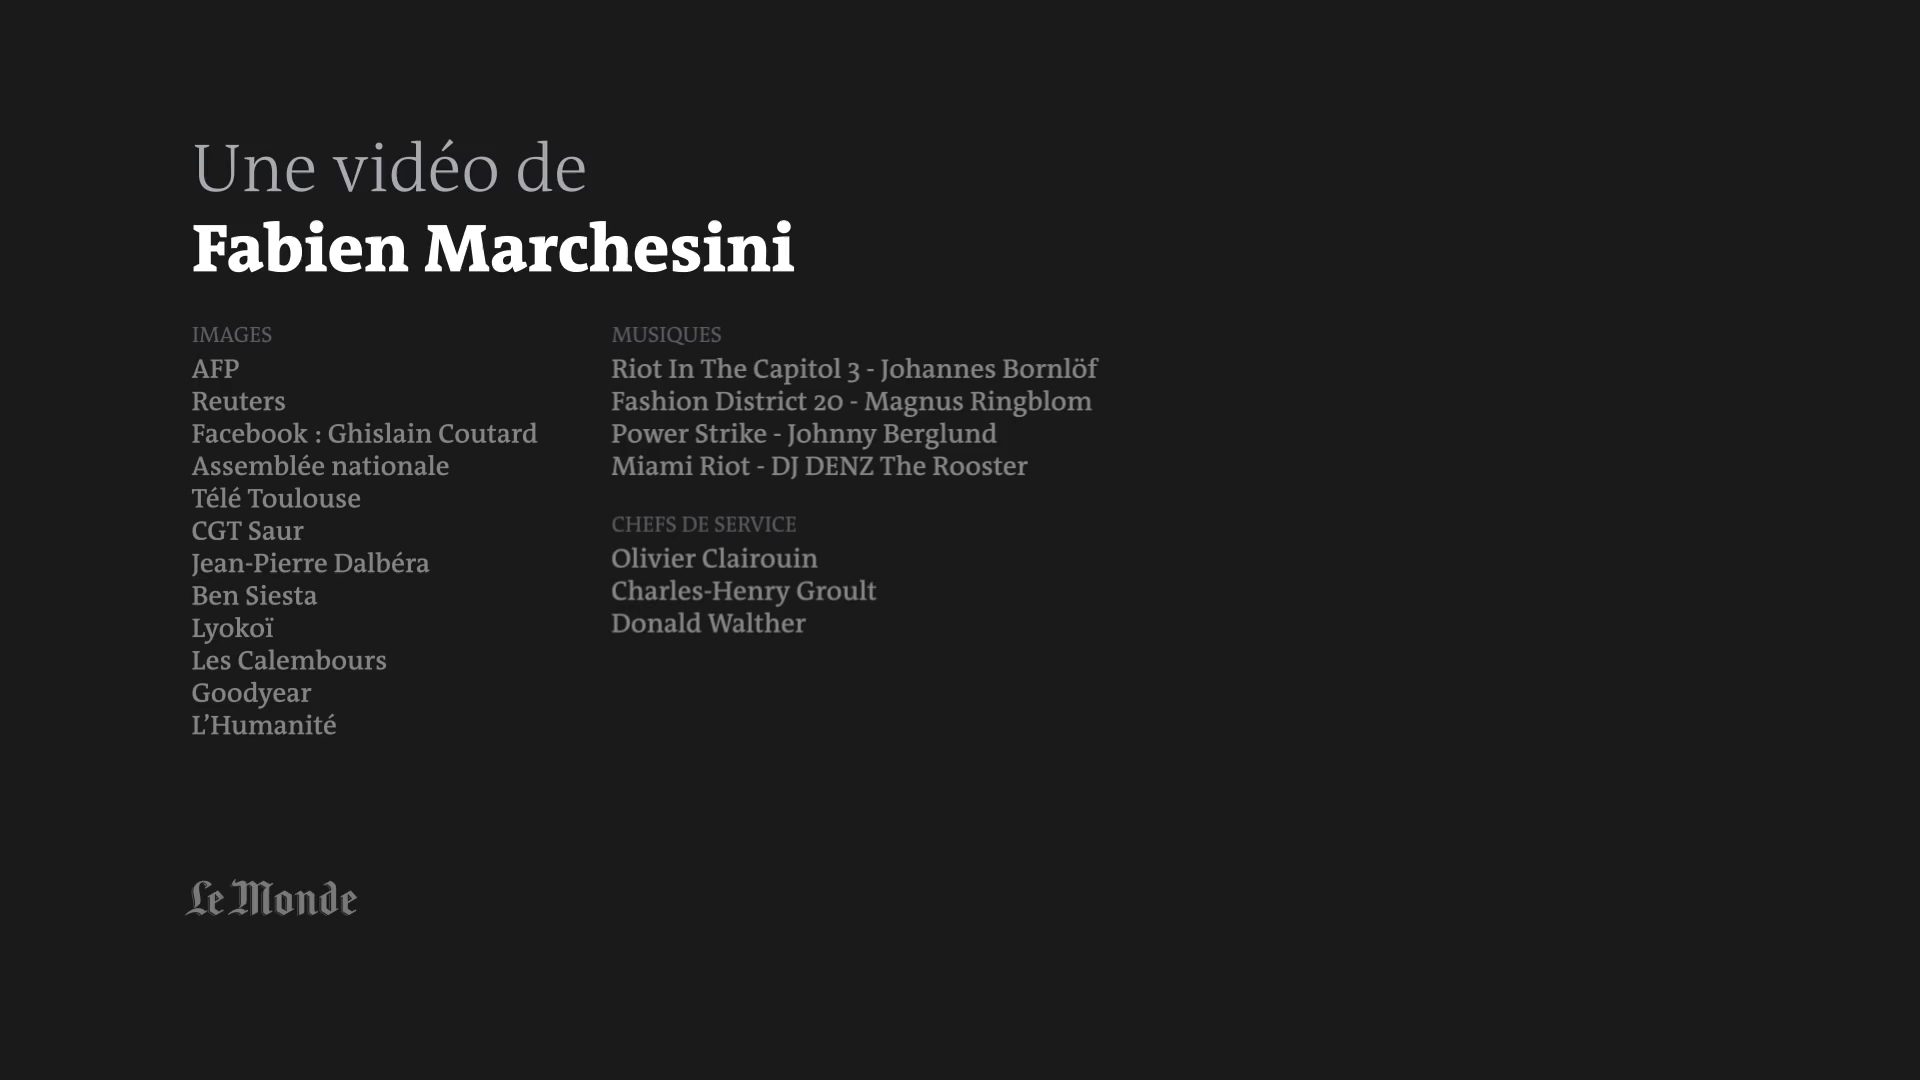 Une vidéo de
Fabien Marchesini
IMAGES
AFP
Reuters
Facebook : Ghislain Coutard
Assemblée nationale
Télé Toulouse
CGT Saur
Jean-Pierre Dalbéra
Ben Siesta
Lyokoï
Les Calembours
Goodyear
L’Humanité
MUSIQUES
Riot In The Capitol 3 - Johannes Bornlöf
Fashion District 20 - Magnus Ringblom
Power Strike - Johnny Berglund
Miami Riot - DJ DENZ The Rooster
CHEFS DE SERVICE
Olivier Clairouin
Charles-Henry Groult
Donald Walther
Le Monde